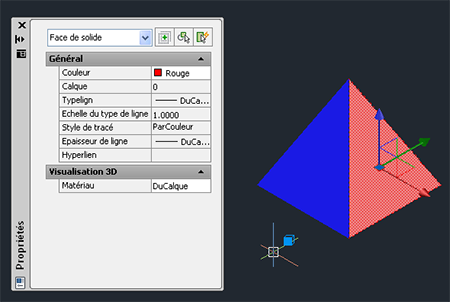 Face de solide
Général
Couleur Rouge
Calque 0
Typelign DuCa...
Echelle du type de ligne 1.0000
Style de tracé ParCouleur
Epaisseur de ligne DuCa...
Hyperlien
Visualisation 3D
Matériau DuCalque
Propriétés